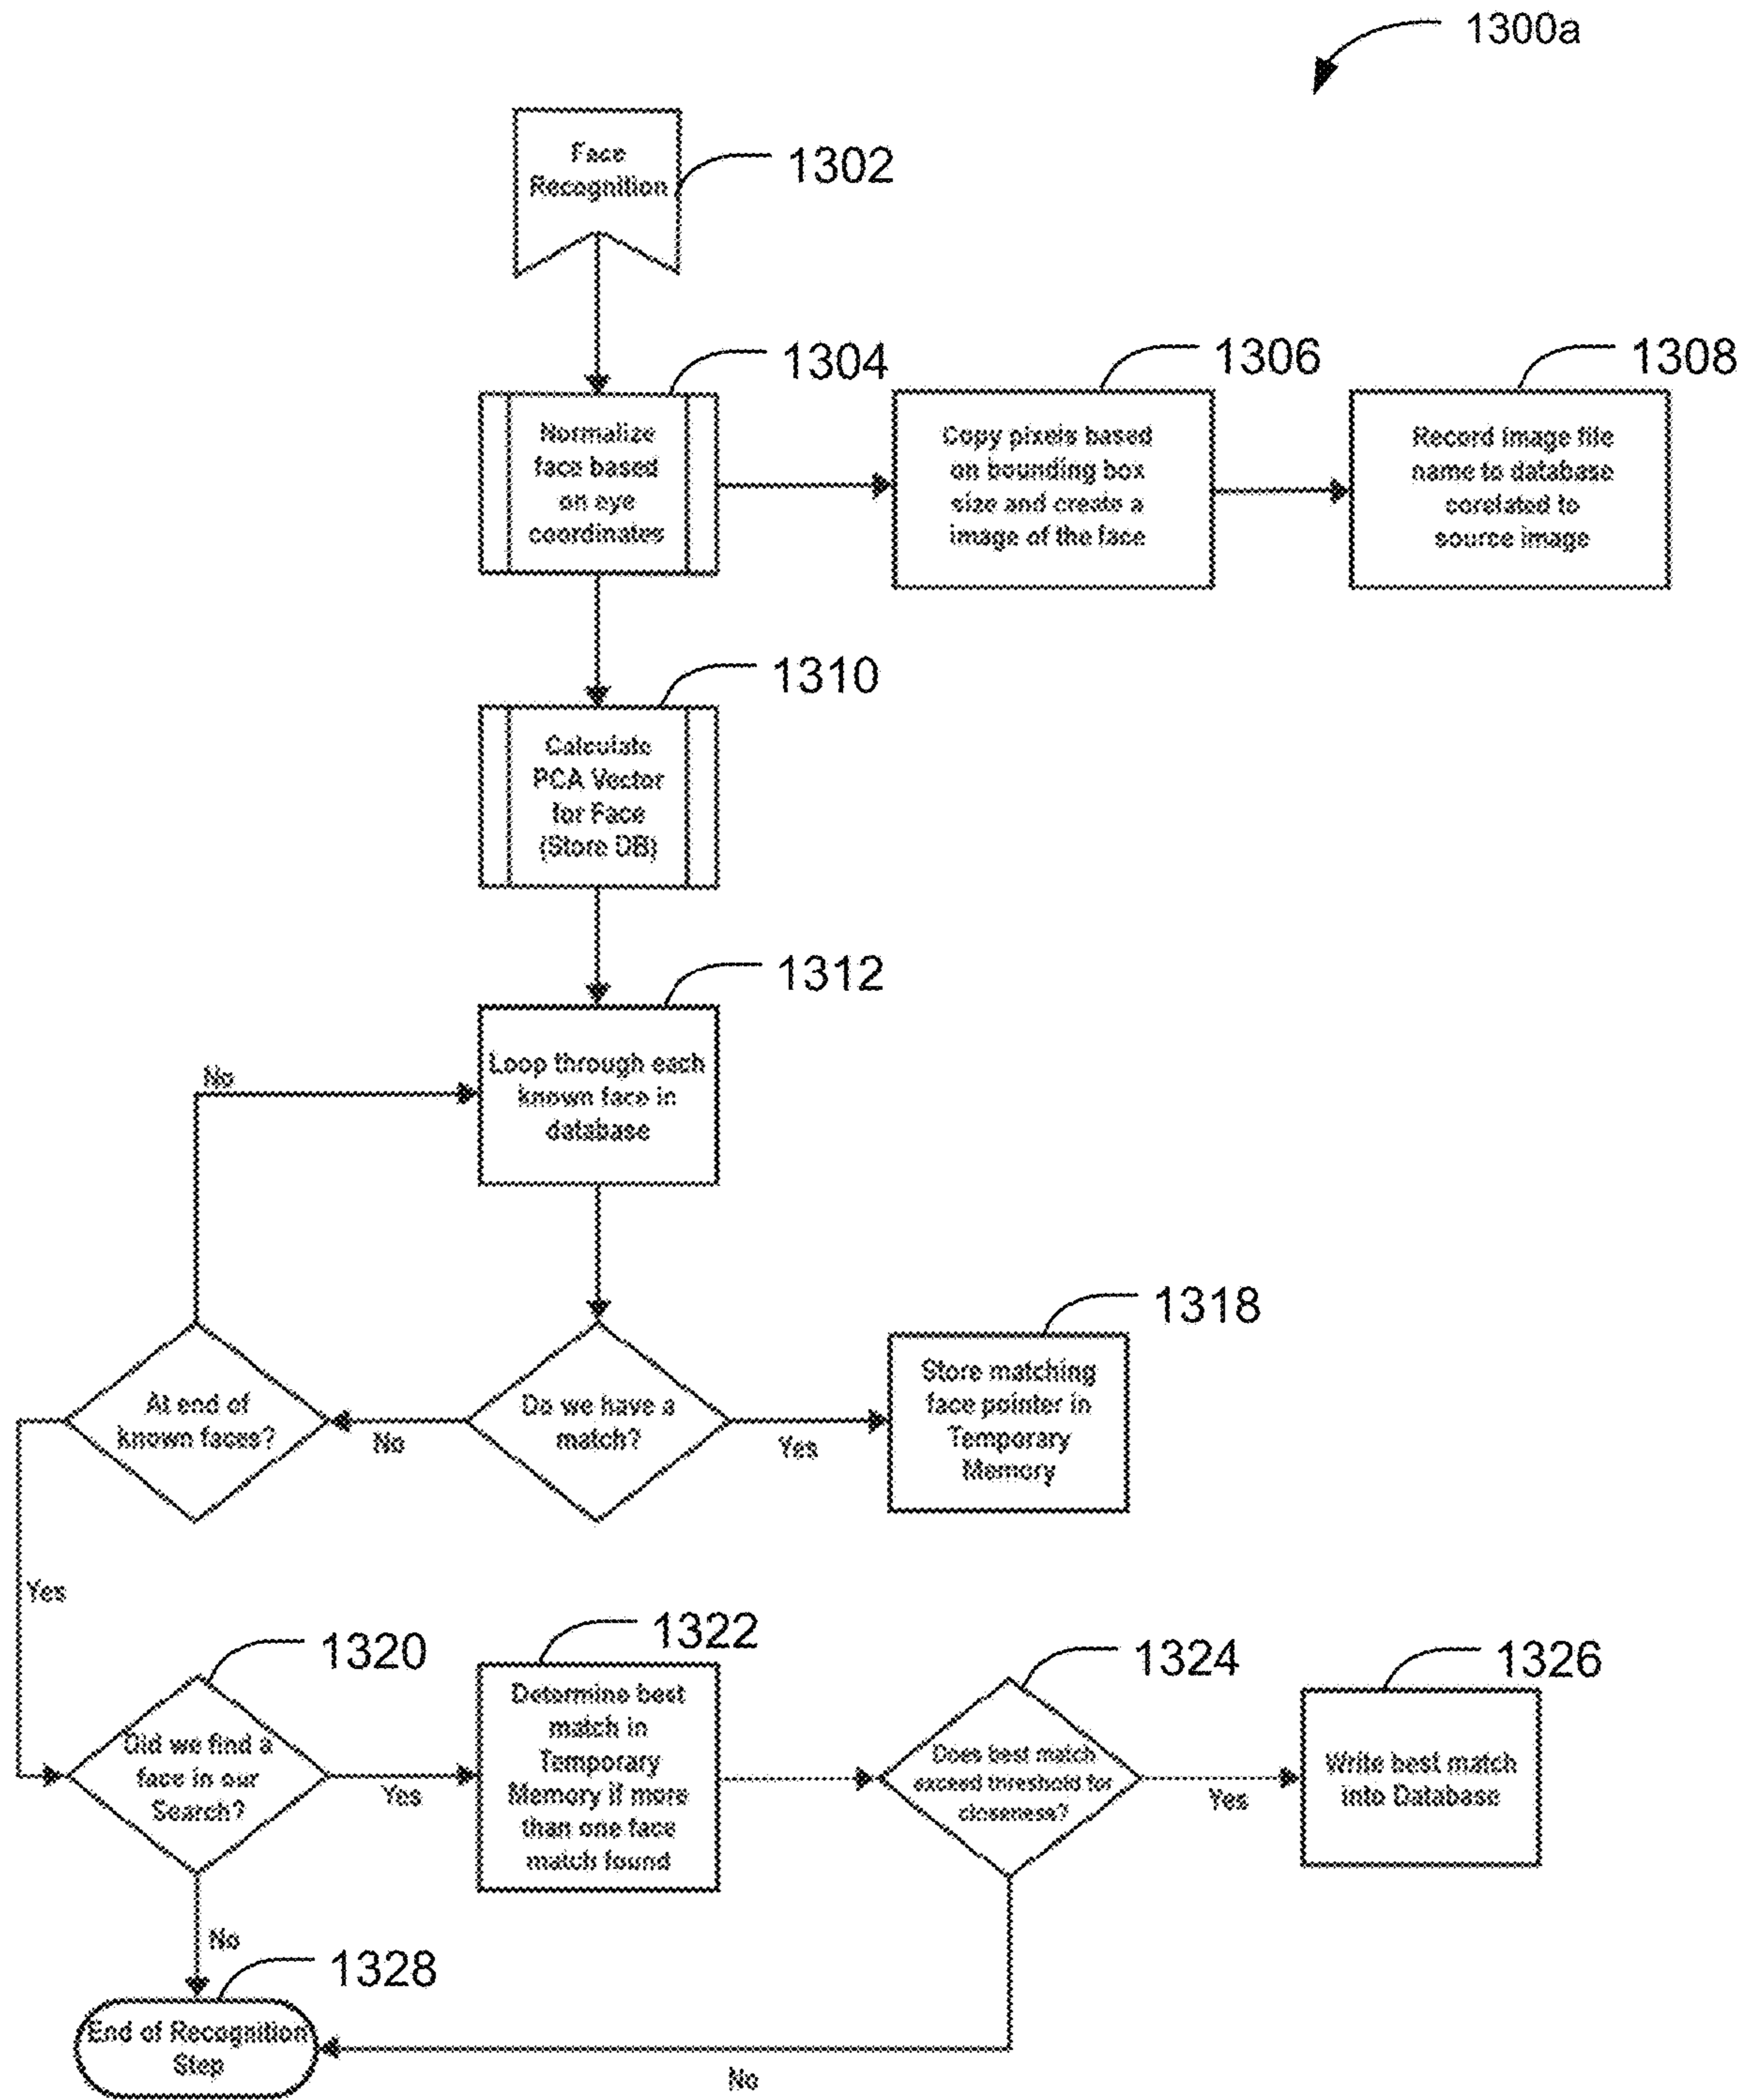 1300a
Face
Recognition
1302
1304
Normalize
face based
on eye
coordinates
1306
Copy pixels based
on bounding box
size and create a
image of the face
1308
Record image file
name to database
corelated to
source image
1310
Calculate
PCA Vector
for Face
(Store DB)
1312
Loop through each
known face in
database
No
At end of
known faces?
No
Do we have a
match?
Yes
1318
Store matching
face pointer in
Temporary
Memory
Yes
1320
Did we find a
face in our
Search?
Yes
1322
Determine best
match in
Temporary
Memory if more
than one face
match found
1324
Does best match
exceed threshold for
closeness?
Yes
1326
Write best match
into Database
No
1328
End of Recognition
Step
No